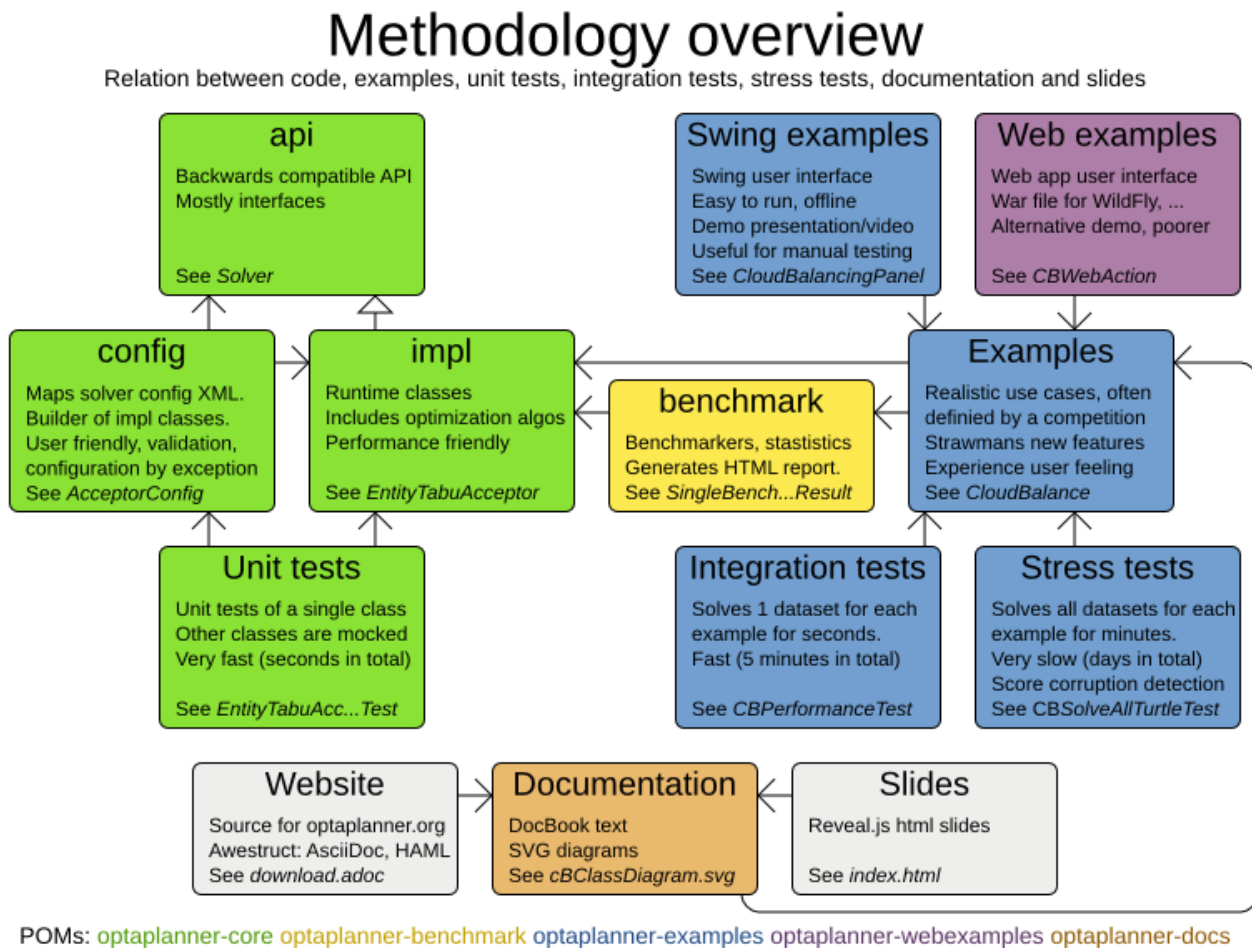 Methodology overview
Relation between code, examples, unit tests, integration tests, stress tests, documentation and slides
api
Backwards compatible API
Mostly interfaces
See Solver
Swing examples
Swing user interface
Easy to run, offline
Demo presentation/video
Useful for manual testing
See CloudBalancingPanel
Web examples
Web app user interface
War file for WildFly, ...
Alternative demo, poorer
See CBWebAction
config
Maps solver config XML.
Builder of impl classes.
User friendly, validation,
configuration by exception
See AcceptorConfig
impl
Runtime classes
Includes optimization algos
Performance friendly
See EntityTabuAcceptor
benchmark
Benchmarkers, stastistics
Generates HTML report.
See SingleBench...Result
Examples
Realistic use cases, often
definied by a competition
Strawmans new features
Experience user feeling
See CloudBalance
Unit tests
Unit tests of a single class
Other classes are mocked
Very fast (seconds in total)
See EntityTabuAcc...Test
Integration tests
Solves 1 dataset for each
example for seconds.
Fast (5 minutes in total)
See CBPerformanceTest
Stress tests
Solves all datasets for each
example for minutes.
Very slow (days in total)
Score corruption detection
See CBSolveAllTurtleTest
Website
Source for optaplanner.org
Awestruct: AsciiDoc, HAML
See download.adoc
Documentation
DocBook text
SVG diagrams
See cBClassDiagram.svg
Slides
Reveal.js html slides
See index.html
POMs: optaplanner-core optaplanner-benchmark optaplanner-examples optaplanner-webexamples optaplanner-docs